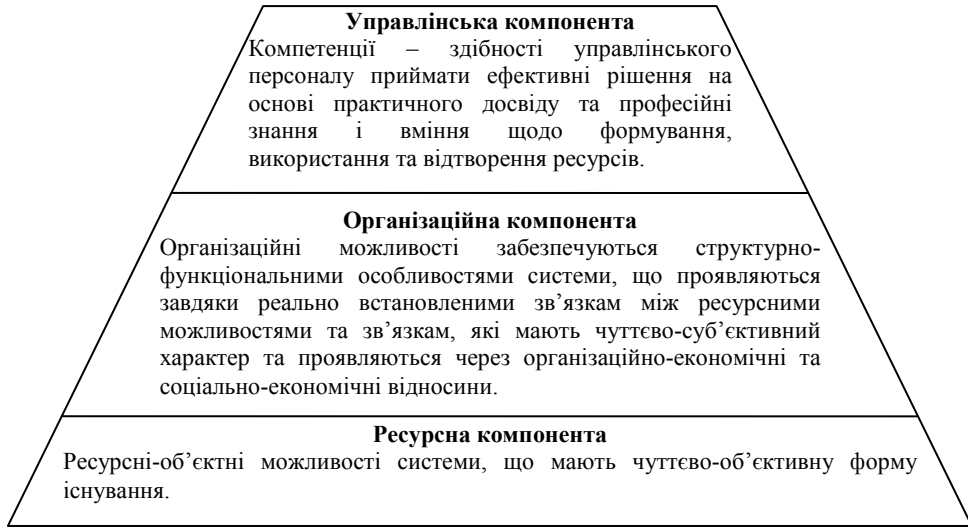 Управлінська компонента
Компетенції – здібності управлінського
персоналу приймати ефективні рішення на
основі практичного досвіду та професійні
знання і вміння щодо формування,
використання та відтворення ресурсів.
Організаційна компонента
Організаційні можливості забезпечуються структурно-
функціональними особливостями системи, що проявляються
завдяки реально встановленими зв’язкам між ресурсними
можливостями та зв’язкам, які мають чуттєво-суб’єктивний
характер та проявляються через організаційно-економічні та
соціально-економічні відносини.
Ресурсна компонента
Ресурсні-об’єктні можливості системи, що мають чуттєво-об’єктивну форму
існування.